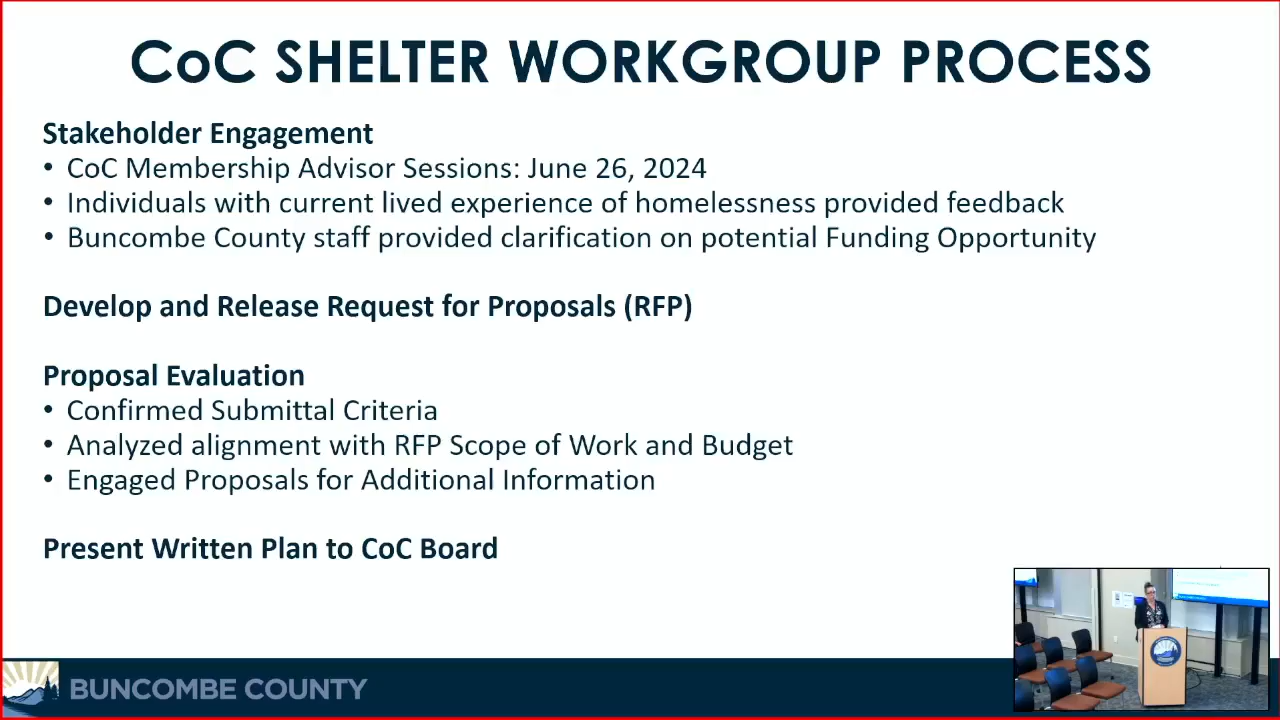 CoC SHELTER WORKGROUP PROCESS
Stakeholder Engagement
• CoC Membership Advisor Sessions: June 26, 2024
• Individuals with current lived experience of homelessness provided feedback
• Buncombe County staff provided clarification on potential Funding Opportunity
Develop and Release Request for Proposals (RFP)
Proposal Evaluation
• Confirmed Submittal Criteria
• Analyzed alignment with RFP Scope of Work and Budget
• Engaged Proposals for Additional Information
Present Written Plan to CoC Board
BUNCOMBE COUNTY